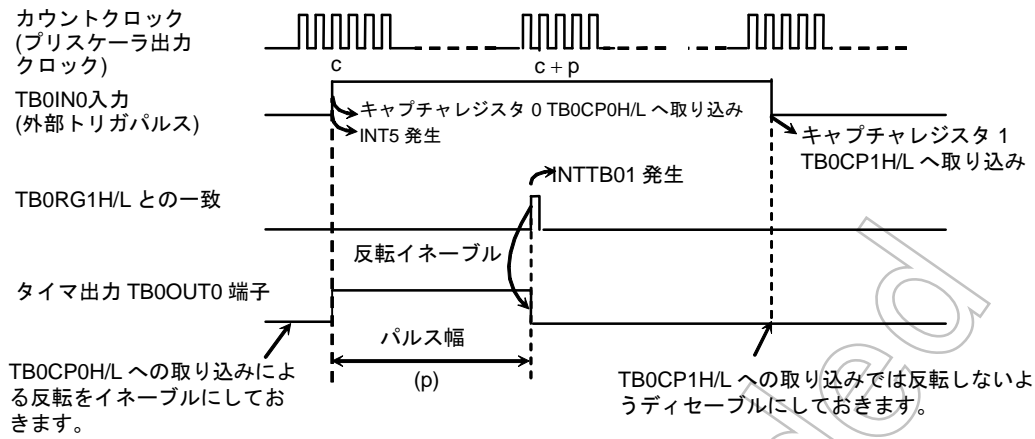 カウントクロック
(プリスケーラ出力
クロック)
c
c + p
TB0IN0入力
(外部トリガパルス)
キャプチャレジスタ 0 TB0CP0H/L へ取り込み
INT5 発生
キャプチャレジスタ 1
TB0CP1H/L へ取り込み
INTTB01 発生
TB0RG1H/L との一致
反転イネーブル
タイマ出力 TB0OUT0 端子
パルス幅
(p)
TB0CP0H/L への取り込みによ
る反転をイネーブルにしてお
きます。
TB0CP1H/L への取り込みでは反転しないよ
うディセーブルにしておきます。